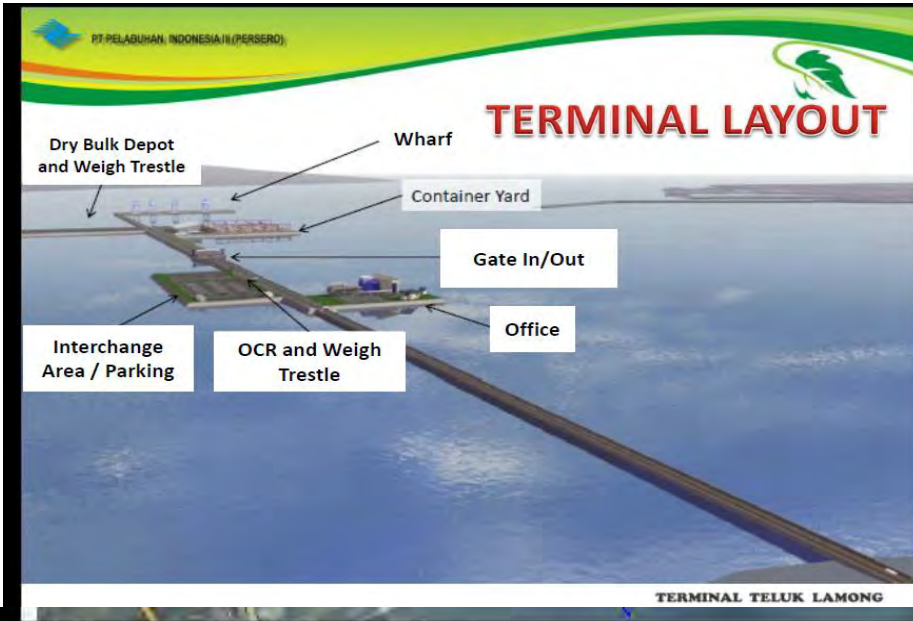 PT PELABUHAN INDONESIA III (PERSERO)
TERMINAL LAYOUT
Dry Bulk Depot
and Weigh Trestle
Wharf
Container Yard
Gate In/Out
Office
Interchange
Area / Parking
OCR and Weigh
Trestle
TERMINAL TELUK LAMONG